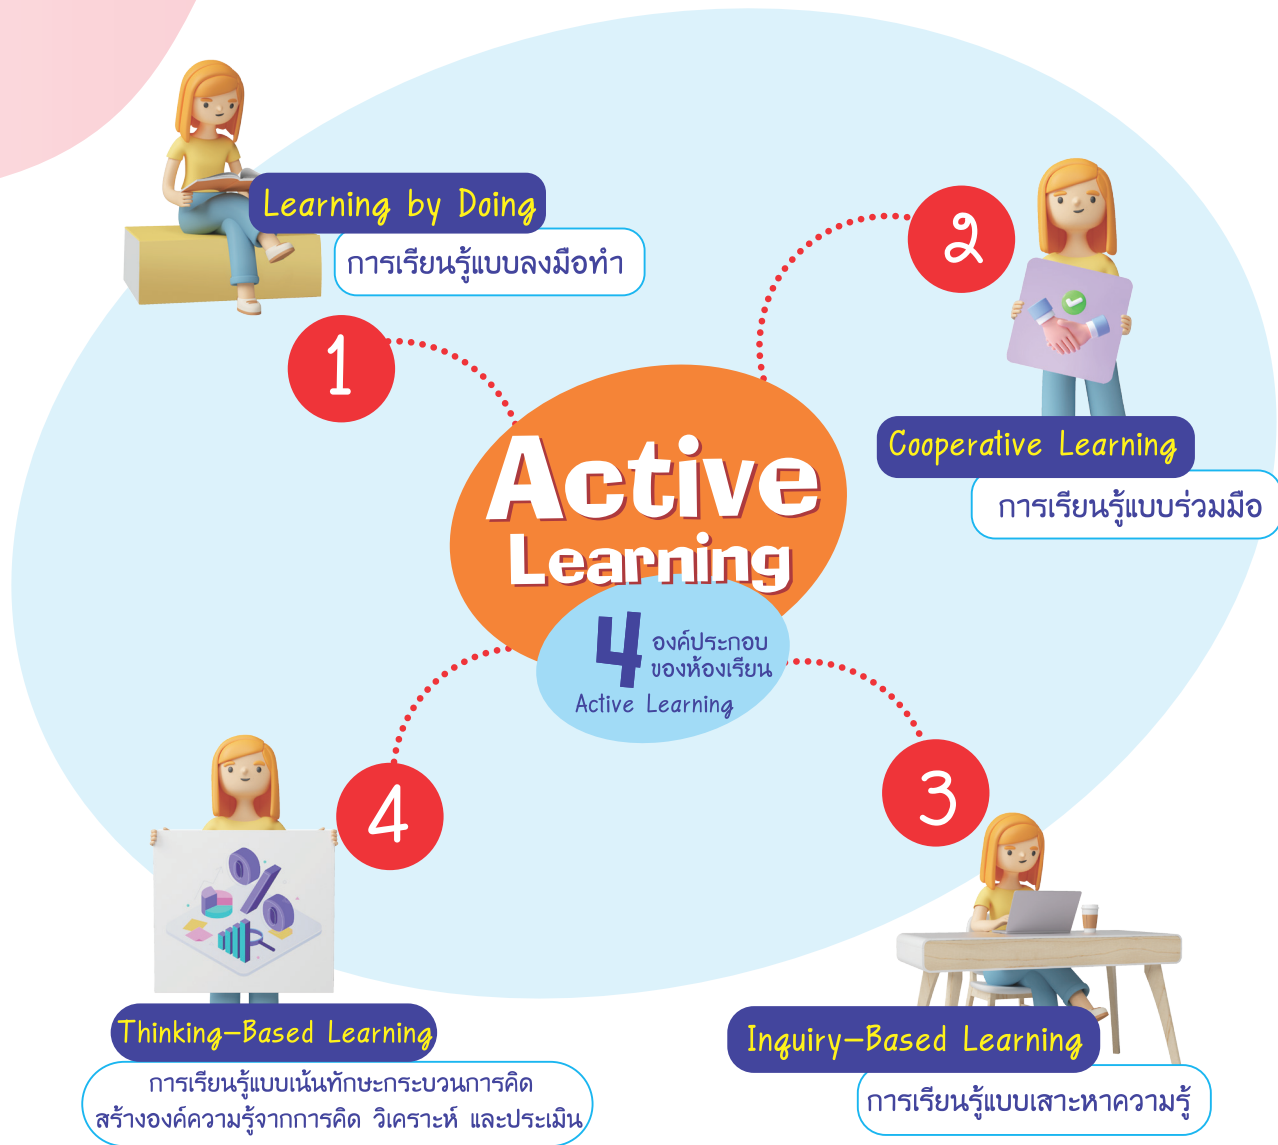 Learning by Doing
การเรียนรู้แบบลงมือทำ
1
2
Cooperative Learning
การเรียนรู้แบบร่วมมือ
Active
Learning
4 องค์ประกอบ
ของห้องเรียน
Active Learning
4
3
Thinking-Based Learning
การเรียนรู้แบบเน้นทักษะกระบวนการคิด
สร้างองค์ความรู้จากการคิด วิเคราะห์ และประเมิน
Inquiry-Based Learning
การเรียนรู้แบบเสาะหาความรู้